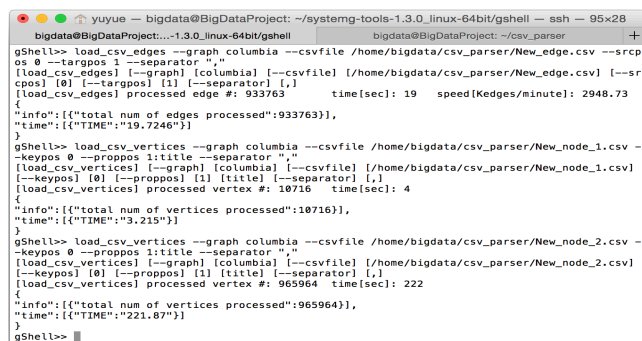 yuyue — bigdata@BigDataProject: ~/systemg-tools-1.3.0_linux-64bit/gshell — ssh — 95×28
bigdata@BigDataProject:...-1.3.0_linux-64bit/gshell
bigdata@BigDataProject: ~/csv_parser
+
gShell>> load_csv_edges --graph columbia --csvfile /home/bigdata/csv_parser/New_edge.csv --srcp
os 0 --targpos 1 --separator ","
[load_csv_edges] [--graph] [columbia] [--csvfile] [/home/bigdata/csv_parser/New_edge.csv] [--sr
cpos] [0] [--targpos] [1] [--separator] [,]
[load_csv_edges] processed edge #: 933763 time[sec]: 19 speed[Kedges/minute]: 2948.73
{
"info":[{"total num of edges processed":933763}],
"time":[{"TIME":"19.7246"}]
}
gShell>> load_csv_vertices --graph columbia --csvfile /home/bigdata/csv_parser/New_node_1.csv -
-keypos 0 --proppos 1:title --separator ","
[load_csv_vertices] [--graph] [columbia] [--csvfile] [/home/bigdata/csv_parser/New_node_1.csv]
[--keypos] [0] [--proppos] [1] [title] [--separator] [,]
[load_csv_vertices] processed vertex #: 10716 time[sec]: 4
{
"info":[{"total num of vertices processed":10716}],
"time":[{"TIME":"3.215"}]
}
gShell>> load_csv_vertices --graph columbia --csvfile /home/bigdata/csv_parser/New_node_2.csv -
-keypos 0 --proppos 1:title --separator ","
[load_csv_vertices] [--graph] [columbia] [--csvfile] [/home/bigdata/csv_parser/New_node_2.csv]
[--keypos] [0] [--proppos] [1] [title] [--separator] [,]
[load_csv_vertices] processed vertex #: 965964 time[sec]: 222
{
"info":[{"total num of vertices processed":965964}],
"time":[{"TIME":"221.87"}]
}
gShell>>